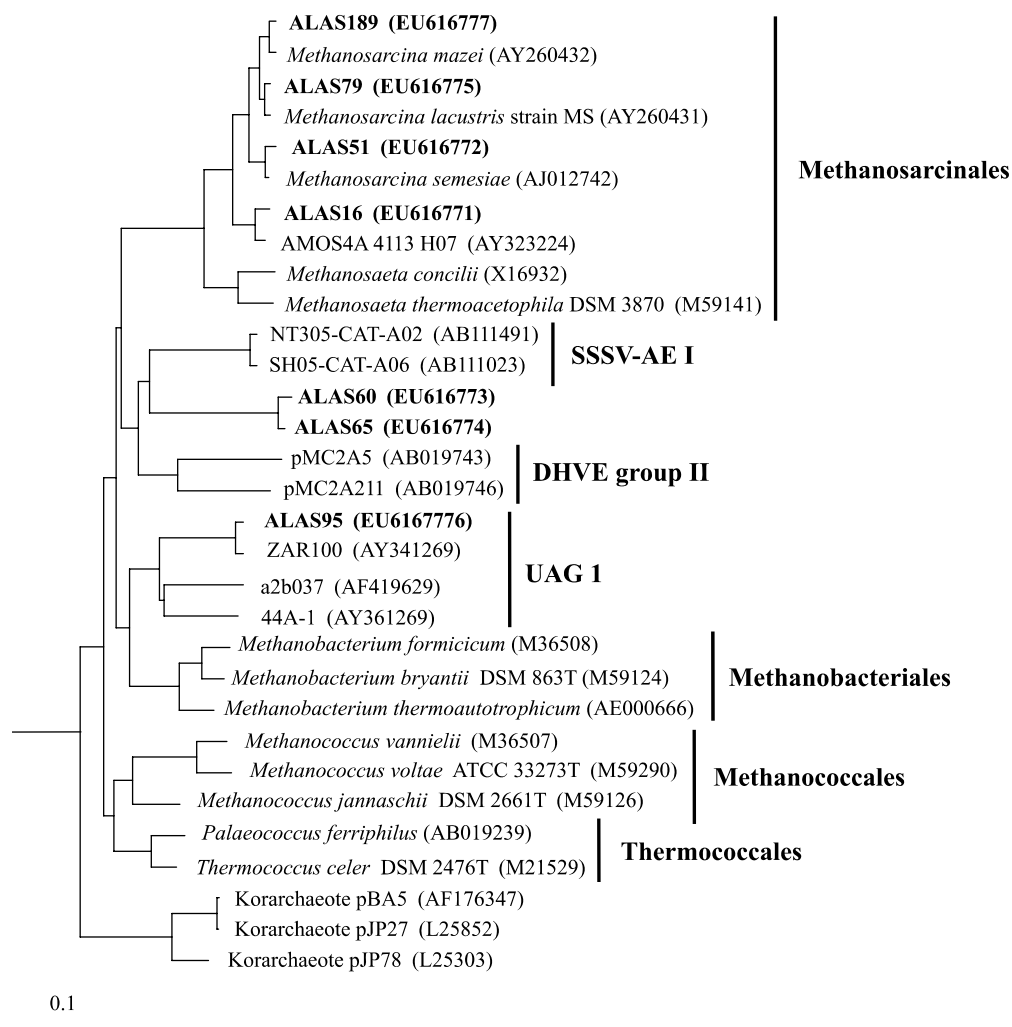 ALAS189 (EU616777)
Methanosarcina mazei (AY260432)
ALAS79 (EU616775)
Methanosarcina lacustris strain MS (AY260431)
ALAS51 (EU616772)
Methanosarcinales
Methanosarcina semesiae (AJ012742)
ALAS16 (EU616771)
AMOS4A 4113 H07 (AY323224)
Methanosaeta concilii (X16932)
Methanosaeta thermoacetophila DSM 3870 (M59141)
NT305-CAT-A02 (AB111491)
SSSV-AE I
SH05-CAT-A06 (AB111023)
ALAS60 (EU616773)
ALAS65 (EU616774)
pMC2A5 (AB019743)
DHVE group II
pMC2A211 (AB019746)
ALAS95 (EU6167776)
ZAR100 (AY341269)
UAG 1
a2b037 (AF419629)
44A-1 (AY361269)
Methanobacterium formicicum (M36508)
Methanobacterium bryantii DSM 863T (M59124)
Methanobacteriales
Methanobacterium thermoautotrophicum (AE000666)
Methanococcus vannielii (M36507)
Methanococcus voltae ATCC 33273T (M59290)
Methanococcales
Methanococcus jannaschii DSM 2661T (M59126)
Palaeococcus ferriphilus (AB019239)
Thermococcales
Thermococcus celer DSM 2476T (M21529)
Korarchaeote pBA5 (AF176347)
Korarchaeote pJP27 (L25852)
Korarchaeote pJP78 (L25303)
0.1